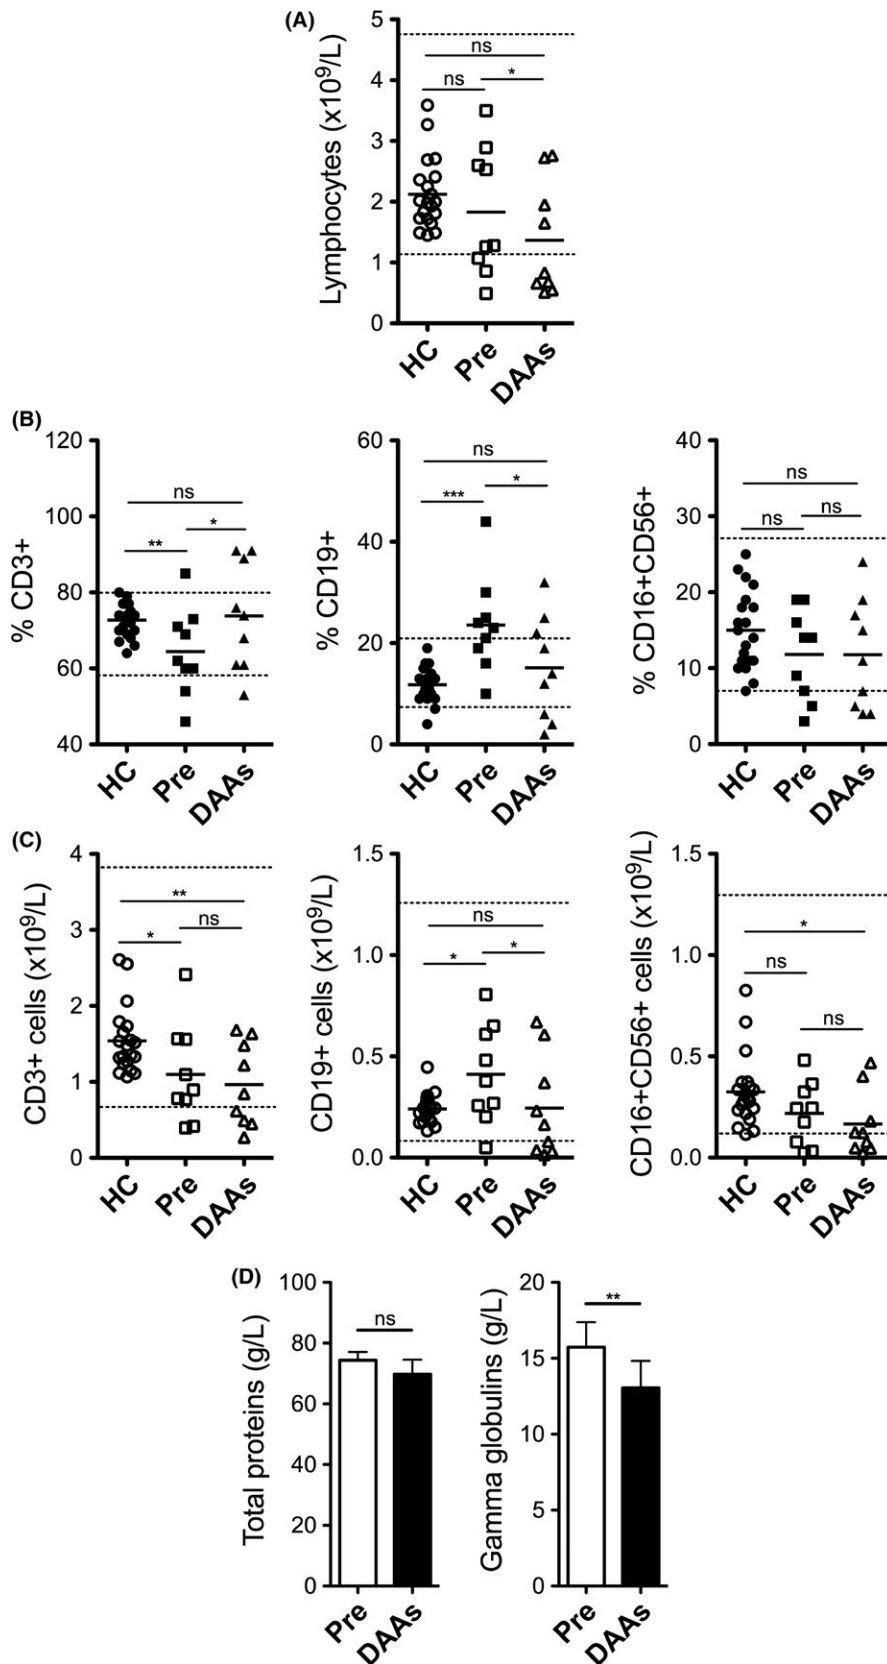 (A)
Lymphocytes (x10⁹/L)
5
4
3
2
1
0
ns
ns
*
HC
Pre
DAAs
(B)
% CD3+
120
100
80
60
40
ns
**
*
HC
Pre
DAAs
% CD19+
60
40
20
0
ns
***
*
HC
Pre
DAAs
% CD16+CD56+
40
30
20
10
0
ns
ns
ns
HC
Pre
DAAs
(C)
CD3+ cells (x10⁹/L)
4
3
2
1
0
**
*
ns
HC
Pre
DAAs
CD19+ cells (x10⁹/L)
1.5
1.0
0.5
0.0
ns
*
*
HC
Pre
DAAs
CD16+CD56+ cells (x10⁹/L)
1.5
1.0
0.5
0.0
*
ns
ns
HC
Pre
DAAs
(D)
Total proteins (g/L)
100
80
60
40
20
0
ns
Pre
DAAs
Gamma globulins (g/L)
20
15
10
5
0
**
Pre
DAAs